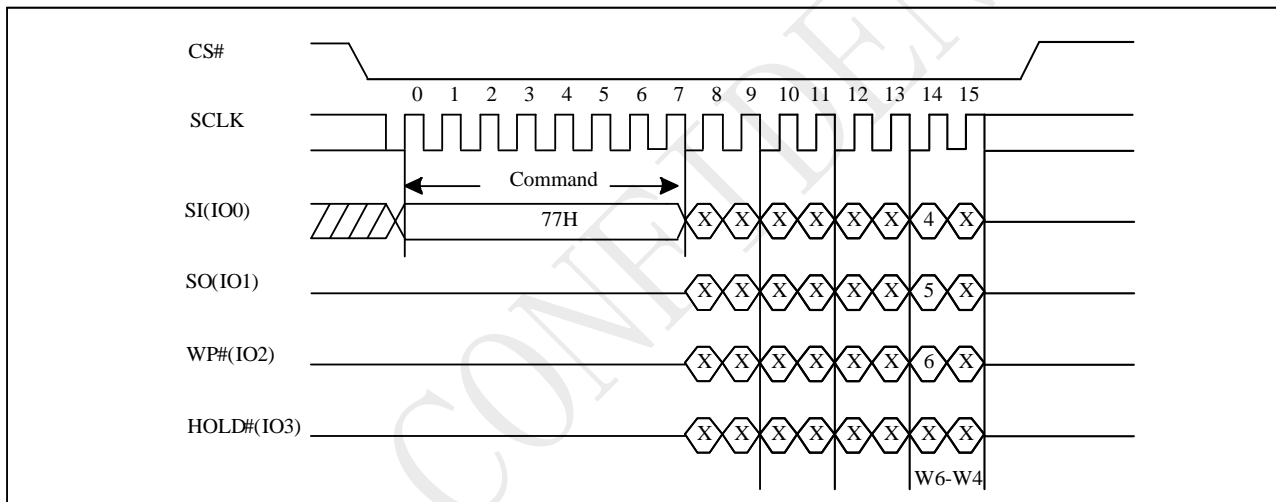 CS#
0 1 2 3 4 5 6 7 8 9 10 11 12 13 14 15
SCLK
Command
SI(IO0) 77H X X X X X X 4 X
SO(IO1) X X X X X X 5 X
WP#(IO2) X X X X X X 6 X
HOLD#(IO3) X X X X X X X X
W6-W4
CONFIDEN